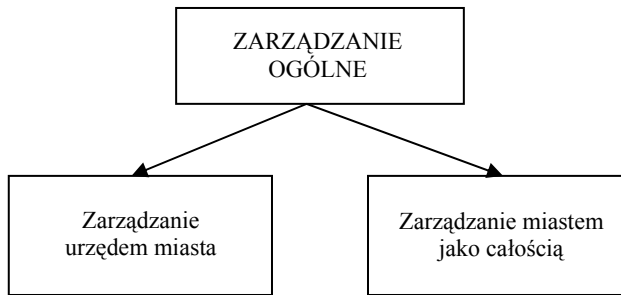 ZARZĄDZANIE
OGÓLNE
Zarządzanie
urzędem miasta
Zarządzanie miastem
jako całością